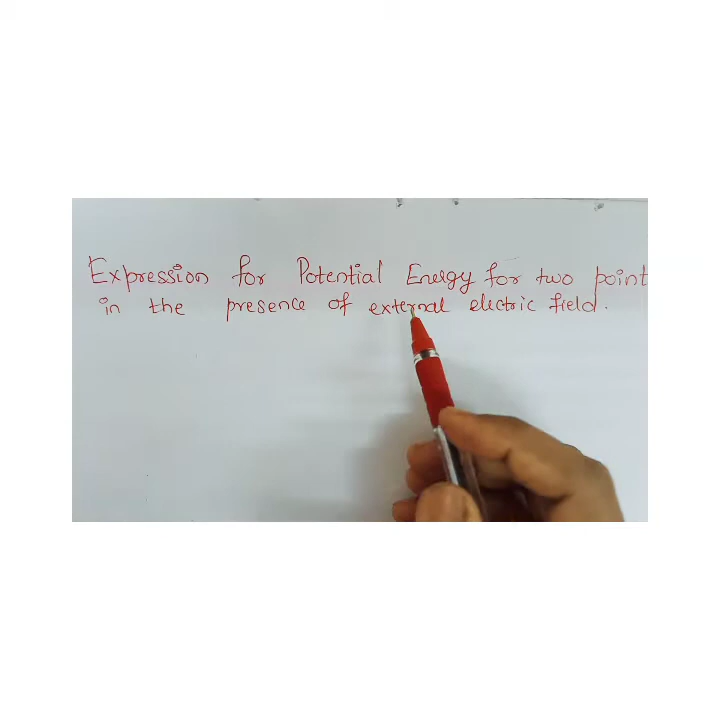 Expression for Potential Energy for two point
in the presence of external electric field.